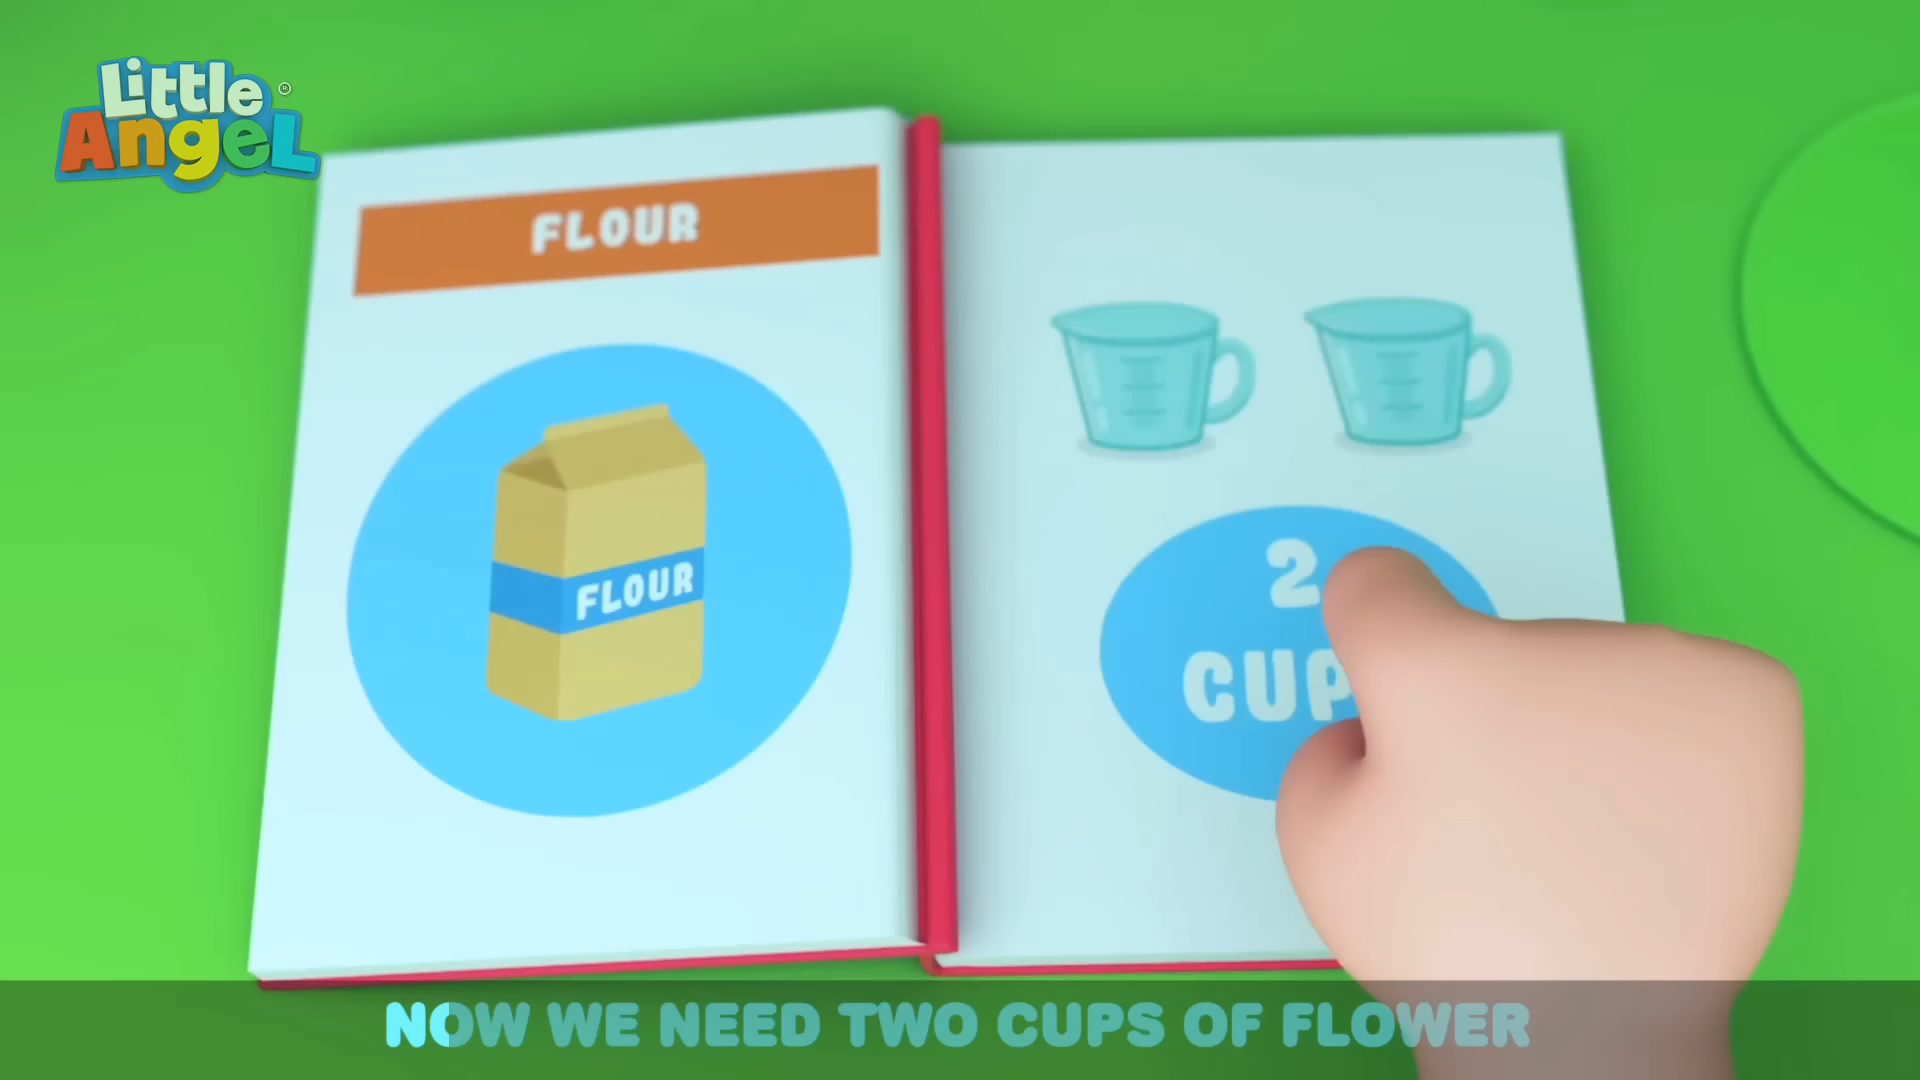 Little
Angel
®
FLOUR
FLOUR
2
CUP
NOW WE NEED TWO CUPS OF FLOWER